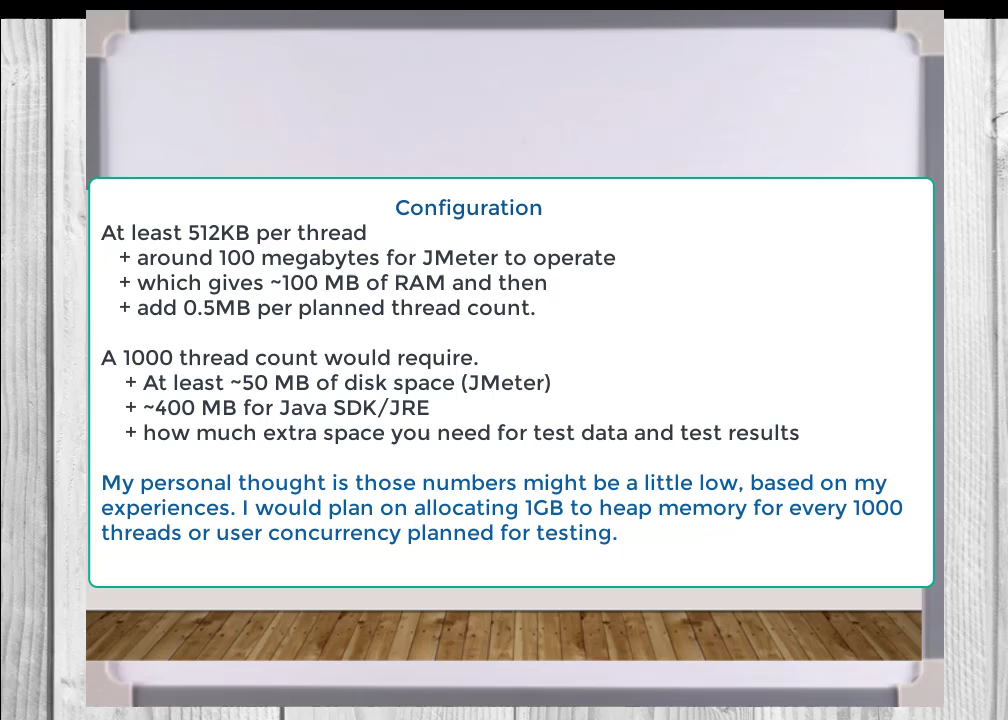 Configuration
At least 512KB per thread
+ around 100 megabytes for JMeter to operate
+ which gives ~100 MB of RAM and then
+ add 0.5MB per planned thread count.
A 1000 thread count would require.
+ At least ~50 MB of disk space (JMeter)
+ ~400 MB for Java SDK/JRE
+ how much extra space you need for test data and test results
My personal thought is those numbers might be a little low, based on my
experiences. I would plan on allocating 1GB to heap memory for every 1000
threads or user concurrency planned for testing.